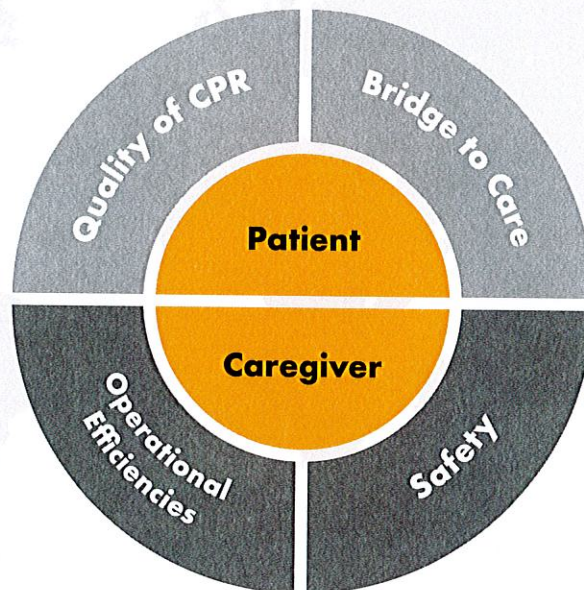 Quality of CPR
Bridge to Care
Patient
Caregiver
Operational
Efficiencies
Safety